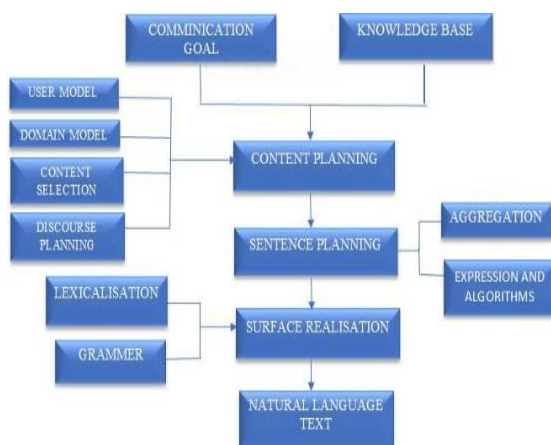 COMMINICATION
GOAL
KNOWLEDGE BASE
USER MODEL
DOMAIN MODEL
CONTENT
SELECTION
DISCOURSE
PLANNING
CONTENT PLANNING
SENTENCE PLANNING
AGGREGATION
EXPRESSION AND
ALGORITHMS
LEXICALISATION
GRAMMER
SURFACE REALISATION
NATURAL LANGUAGE
TEXT